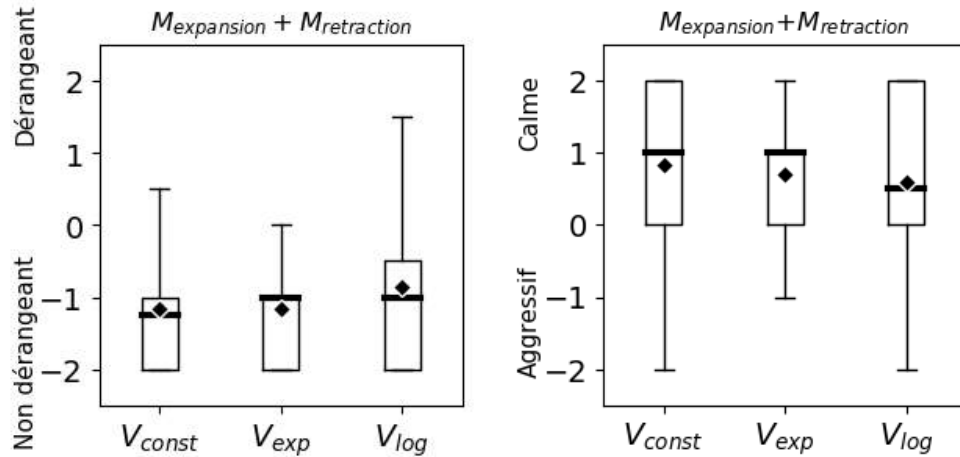 M_expansion + M_retraction
Dérangeant
Non dérangeant
2
1
0
−1
−2
V_const V_exp V_log
M_expansion+M_retraction
Calme
Aggressif
2
1
0
−1
−2
V_const V_exp V_log